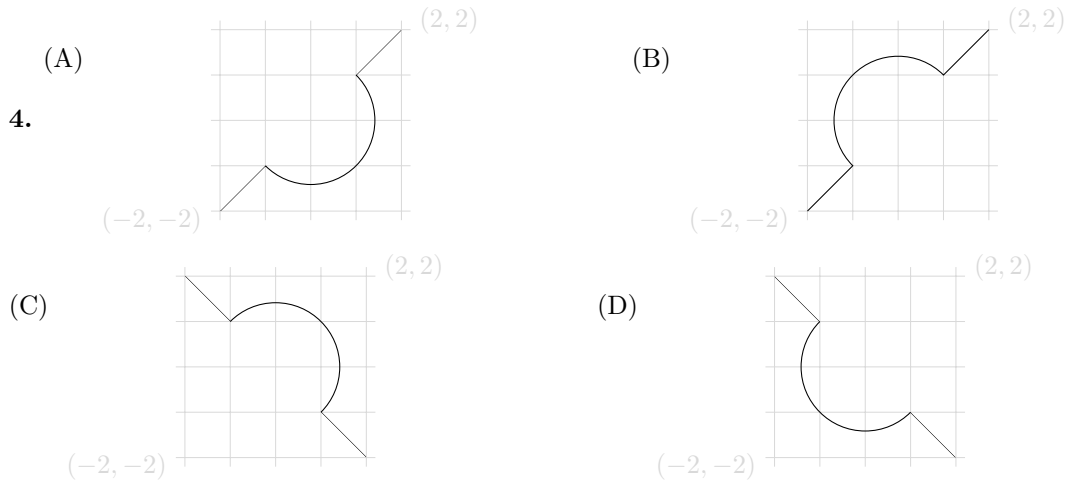 (2, 2) (2, 2)
(A) (B)
4.
(−2, −2) (−2, −2)
(2, 2) (2, 2)
(C) (D)
(−2, −2) (−2, −2)